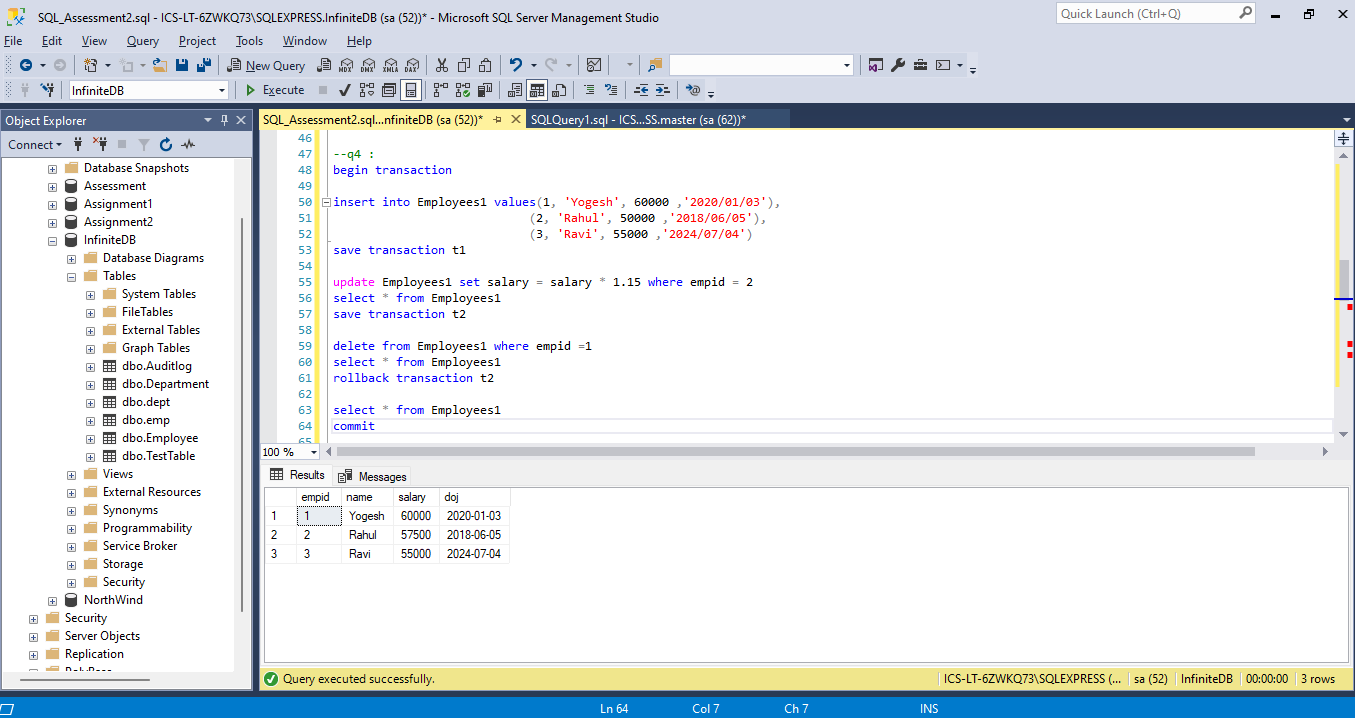 SQL_Assessment2.sql - ICS-LT-6ZWKQ73\SQLEXPRESS.InfiniteDB (sa (52))* - Microsoft SQL Server Management Studio
Quick Launch (Ctrl+Q)
File Edit View Query Project Tools Window Help
New Query
MDX DMX XMLA DAX
InfiniteDB
Execute
Object Explorer
Connect
Database Snapshots
Assessment
Assignment1
Assignment2
InfiniteDB
Database Diagrams
Tables
System Tables
FileTables
External Tables
Graph Tables
dbo.Auditlog
dbo.Department
dbo.dept
dbo.emp
dbo.Employee
dbo.TestTable
Views
External Resources
Synonyms
Programmability
Service Broker
Storage
Security
NorthWind
Security
Server Objects
Replication
PolyBase
SQL_Assessment2.sql...nfiniteDB (sa (52))*
SQLQuery1.sql - ICS...SS.master (sa (62))*
46
47 --q4 :
48 begin transaction
49
50 insert into Employees1 values(1, 'Yogesh', 60000 ,'2020/01/03'),
51 (2, 'Rahul', 50000 ,'2018/06/05'),
52 (3, 'Ravi', 55000 ,'2024/07/04')
53 save transaction t1
54
55 update Employees1 set salary = salary * 1.15 where empid = 2
56 select * from Employees1
57 save transaction t2
58
59 delete from Employees1 where empid =1
60 select * from Employees1
61 rollback transaction t2
62
63 select * from Employees1
64 commit
65
100 %
Results Messages
empid name salary doj
1 1 Yogesh 60000 2020-01-03
2 2 Rahul 57500 2018-06-05
3 3 Ravi 55000 2024-07-04
Query executed successfully.
ICS-LT-6ZWKQ73\SQLEXPRESS (... sa (52) InfiniteDB 00:00:00 3 rows
Ln 64 Col 7 Ch 7 INS